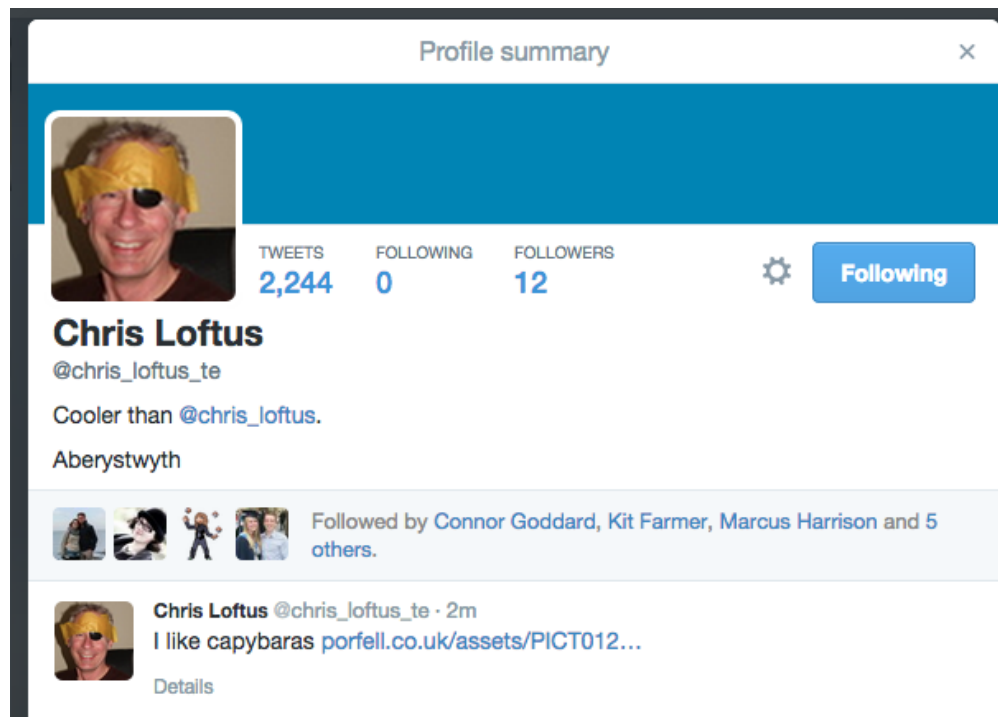 Profile summary ×
TWEETS FOLLOWING FOLLOWERS
2,244 0 12
Following
Chris Loftus
@chris_loftus_te
Cooler than @chris_loftus.
Aberystwyth
Followed by Connor Goddard, Kit Farmer, Marcus Harrison and 5
others.
Chris Loftus @chris_loftus_te · 2m
I like capybaras porfell.co.uk/assets/PICT012…
Details